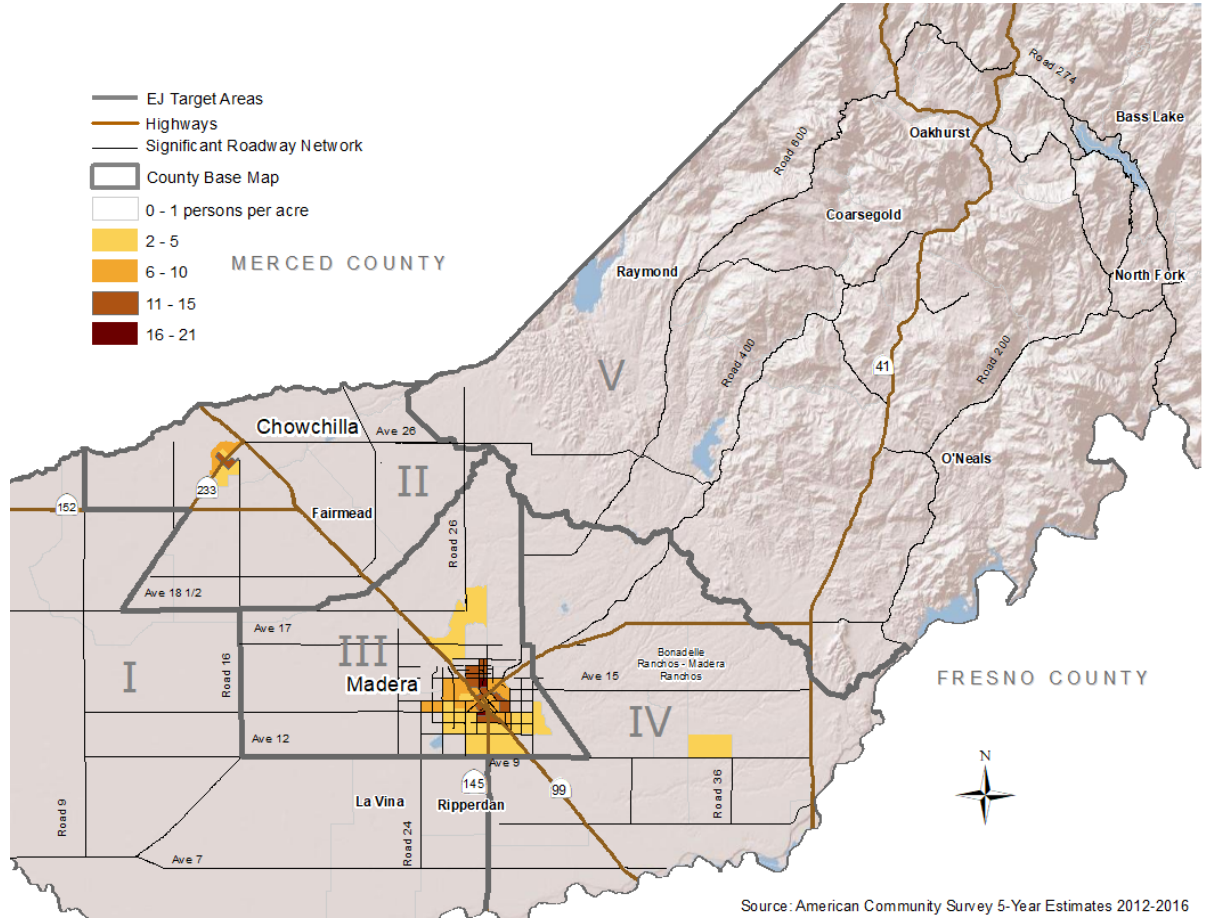 EJ Target Areas
Highways
Significant Roadway Network
County Base Map
0 - 1 persons per acre
2 - 5
6 - 10
11 - 15
16 - 21
MERCED COUNTY
Road 274
Bass Lake
Oakhurst
Road 800
Coarsegold
Raymond
North Fork
V
Road 400
41
Road 200
Chowchilla
Ave 26
O'Neals
II
233
152
Fairmead
Road 26
Ave 18 1/2
Ave 17
III
Bonadelle
Ranchos - Madera
Ranchos
I
Road 16
Madera
Ave 15
FRESNO COUNTY
IV
Ave 12
Ave 9
N
145
99
Road 36
La Vina
Ripperdan
Road 9
Road 24
Ave 7
Source: American Community Survey 5-Year Estimates 2012-2016